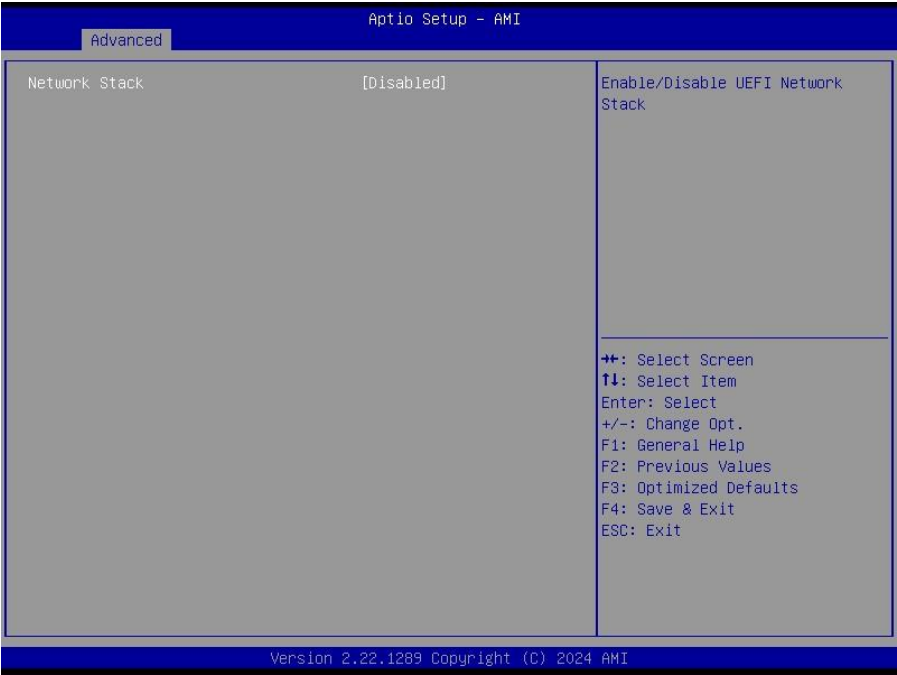 Aptio Setup – AMI
Advanced
Network Stack [Disabled]
Enable/Disable UEFI Network
Stack
→←: Select Screen
↑↓: Select Item
Enter: Select
+/-: Change Opt.
F1: General Help
F2: Previous Values
F3: Optimized Defaults
F4: Save & Exit
ESC: Exit
Version 2.22.1289 Copyright (C) 2024 AMI